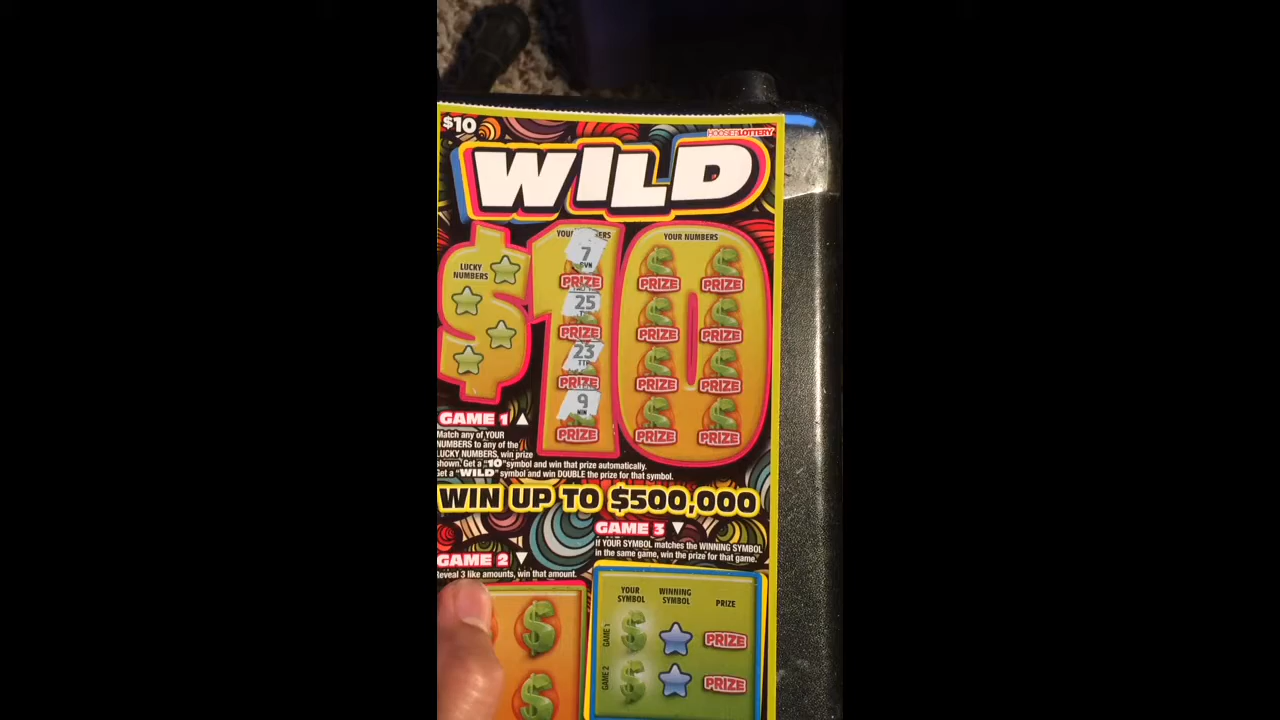 $10
HOOSIER LOTTERY
WILD
$10
LUCKY
NUMBERS
YOUR NUMBERS
7
SVN
PRIZE
25
PRIZE
23
TTR
PRIZE
9
NIN
PRIZE
YOUR NUMBERS
PRIZE PRIZE
PRIZE PRIZE
PRIZE PRIZE
PRIZE PRIZE
GAME 1
Match any of YOUR
NUMBERS to any of the
LUCKY NUMBERS, win prize
shown. Get a "10" symbol and win that prize automatically.
Get a "WILD" symbol and win DOUBLE the prize for that symbol.
WIN UP TO $500,000
GAME 2
Reveal 3 like amounts, win that amount.
GAME 3
If YOUR SYMBOL matches the WINNING SYMBOL
in the same game, win the prize for that game.
YOUR
SYMBOL
WINNING
SYMBOL
PRIZE
GAME 1
PRIZE
GAME 2
PRIZE